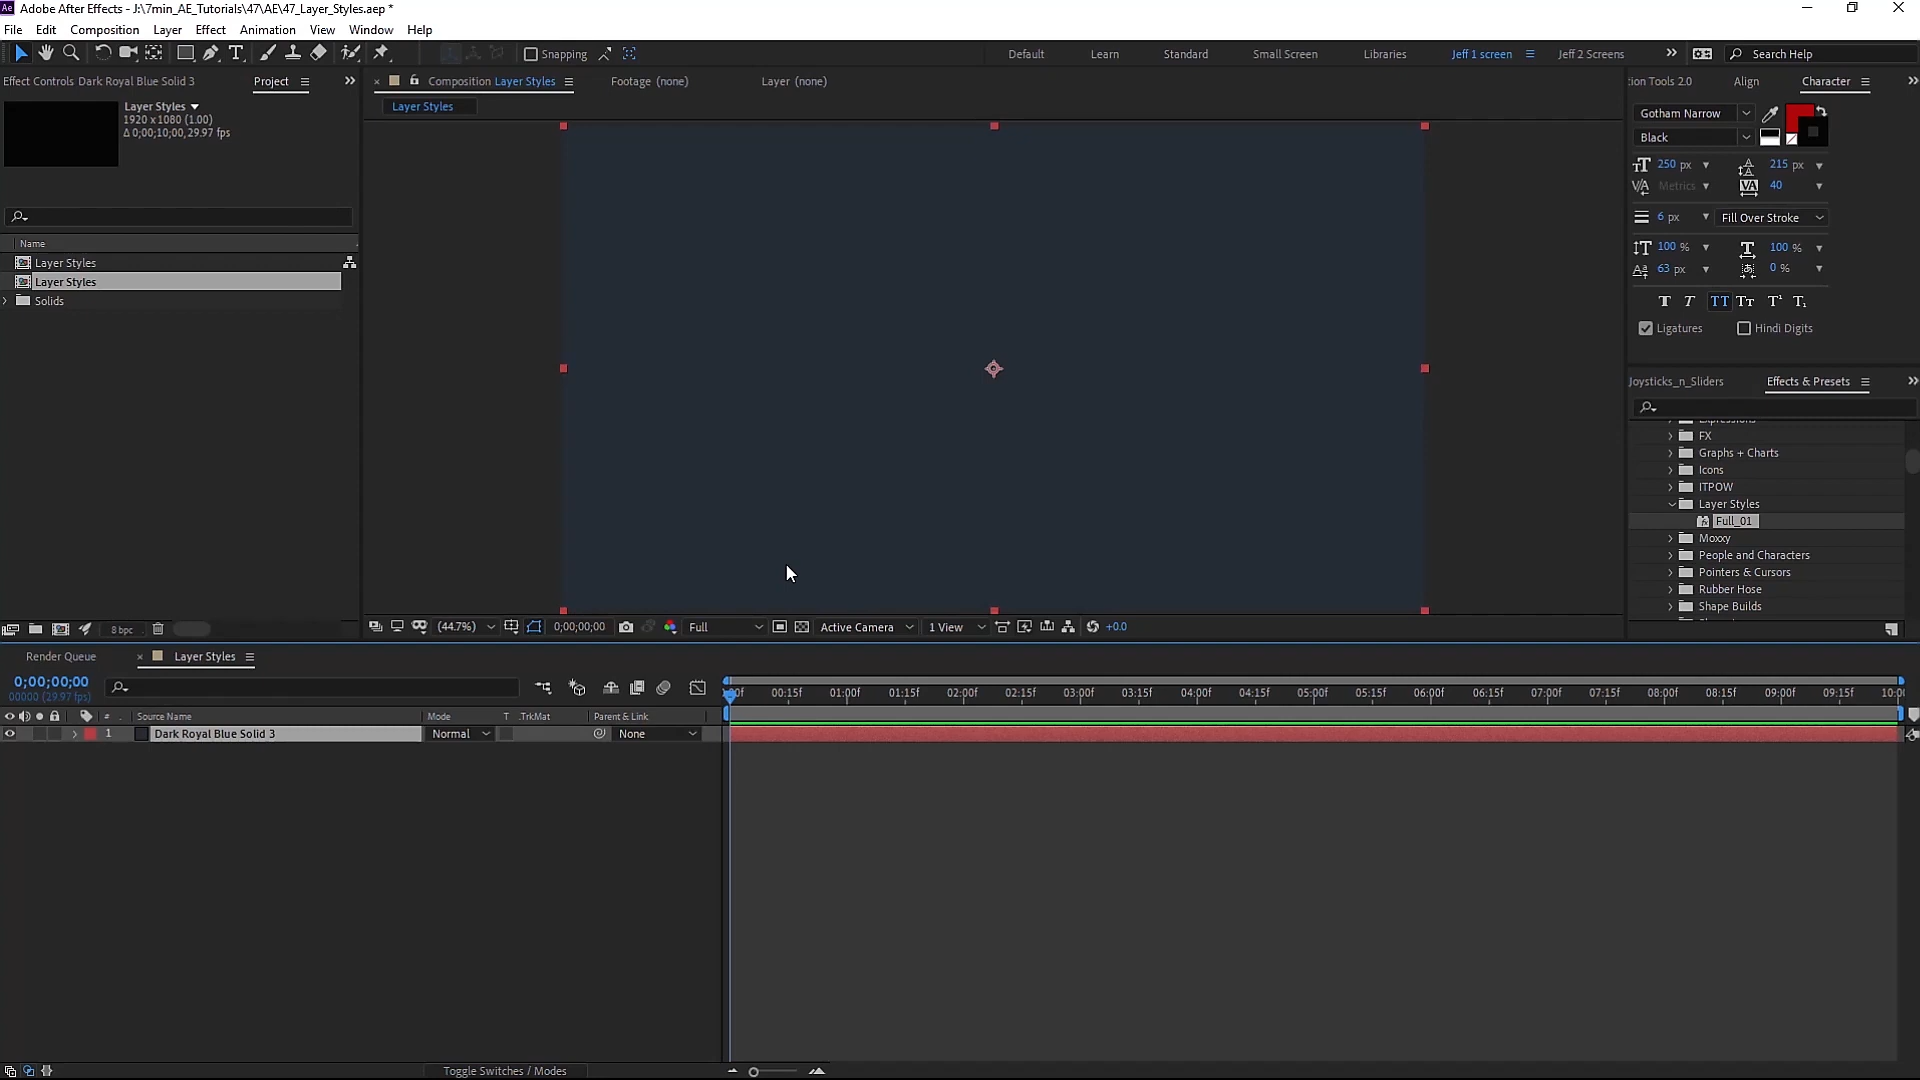 Adobe After Effects - J:\7min_AE_Tutorials\47\AE\47_Layer_Styles.aep *
File Edit Composition Layer Effect Animation View Window Help
Snapping
Default Learn Standard Small Screen Libraries Jeff 1 screen Jeff 2 Screens Search Help
Effect Controls Dark Royal Blue Solid 3 Project
Composition Layer Styles Footage (none) Layer (none)
tion Tools 2.0 Align Character
Layer Styles
1920 x 1080 (1.00)
Δ 0;00;10;00, 29.97 fps
Layer Styles
Gotham Narrow
Black
250 px 215 px
Metrics 40
6 px Fill Over Stroke
100 % 100 %
63 px 0 %
Ligatures Hindi Digits
Name
Layer Styles
Layer Styles
Solids
Joysticks_n_Sliders Effects & Presets
Expressions
FX
Graphs + Charts
Icons
ITPOW
Layer Styles
Full_01
Moxxy
People and Characters
Pointers & Cursors
Rubber Hose
Shape Builds
8 bpc
(44.7%) 0;00;00;00 Full Active Camera 1 View +0.0
Render Queue Layer Styles
0;00;00;00
00000 (29.97 fps)
:00f 00:15f 01:00f 01:15f 02:00f 02:15f 03:00f 03:15f 04:00f 04:15f 05:00f 05:15f 06:00f 06:15f 07:00f 07:15f 08:00f 08:15f 09:00f 09:15f 10:0
# Source Name Mode T .TrkMat Parent & Link
1 Dark Royal Blue Solid 3 Normal None
Toggle Switches / Modes